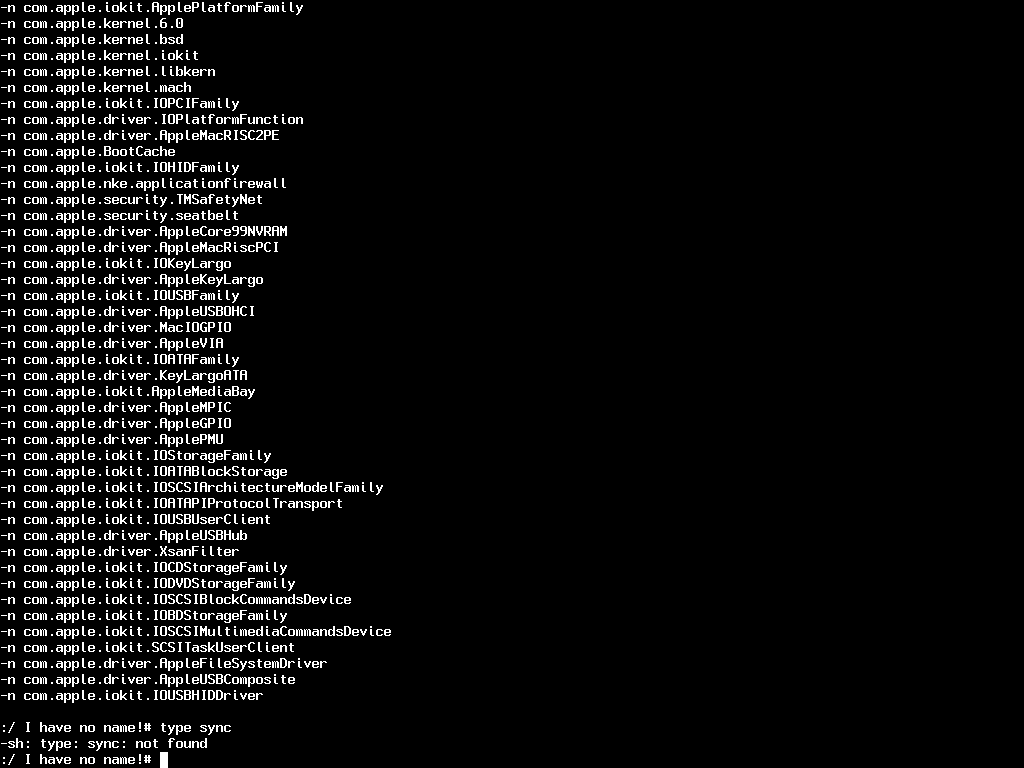 -n com.apple.iokit.ApplePlatformFamily
-n com.apple.kernel.6.0
-n com.apple.kernel.bsd
-n com.apple.kernel.iokit
-n com.apple.kernel.libkern
-n com.apple.kernel.mach
-n com.apple.iokit.IOPCIFamily
-n com.apple.driver.IOPlatformFunction
-n com.apple.driver.AppleMacRISC2PE
-n com.apple.BootCache
-n com.apple.iokit.IOHIDFamily
-n com.apple.nke.applicationfirewall
-n com.apple.security.TMSafetyNet
-n com.apple.security.seatbelt
-n com.apple.driver.AppleCore99NVRAM
-n com.apple.driver.AppleMacRiscPCI
-n com.apple.iokit.IOKeyLargo
-n com.apple.driver.AppleKeyLargo
-n com.apple.iokit.IOUSBFamily
-n com.apple.driver.AppleUSBOHCI
-n com.apple.driver.MacIOGPIO
-n com.apple.driver.AppleVIA
-n com.apple.iokit.IOATAFamily
-n com.apple.driver.KeyLargoATA
-n com.apple.iokit.AppleMediaBay
-n com.apple.driver.AppleMPIC
-n com.apple.driver.AppleGPIO
-n com.apple.driver.ApplePMU
-n com.apple.iokit.IOStorageFamily
-n com.apple.iokit.IOATABlockStorage
-n com.apple.iokit.IOSCSIArchitectureModelFamily
-n com.apple.iokit.IOATAPIProtocolTransport
-n com.apple.iokit.IOUSBUserClient
-n com.apple.driver.AppleUSBHub
-n com.apple.driver.XsanFilter
-n com.apple.iokit.IOCDStorageFamily
-n com.apple.iokit.IODVDStorageFamily
-n com.apple.iokit.IOSCSIBlockCommandsDevice
-n com.apple.iokit.IOBDStorageFamily
-n com.apple.iokit.IOSCSIMultimediaCommandsDevice
-n com.apple.iokit.SCSITaskUserClient
-n com.apple.driver.AppleFileSystemDriver
-n com.apple.driver.AppleUSBComposite
-n com.apple.iokit.IOUSBHIDDriver
:/ I have no name!# type sync
-sh: type: sync: not found
:/ I have no name!#